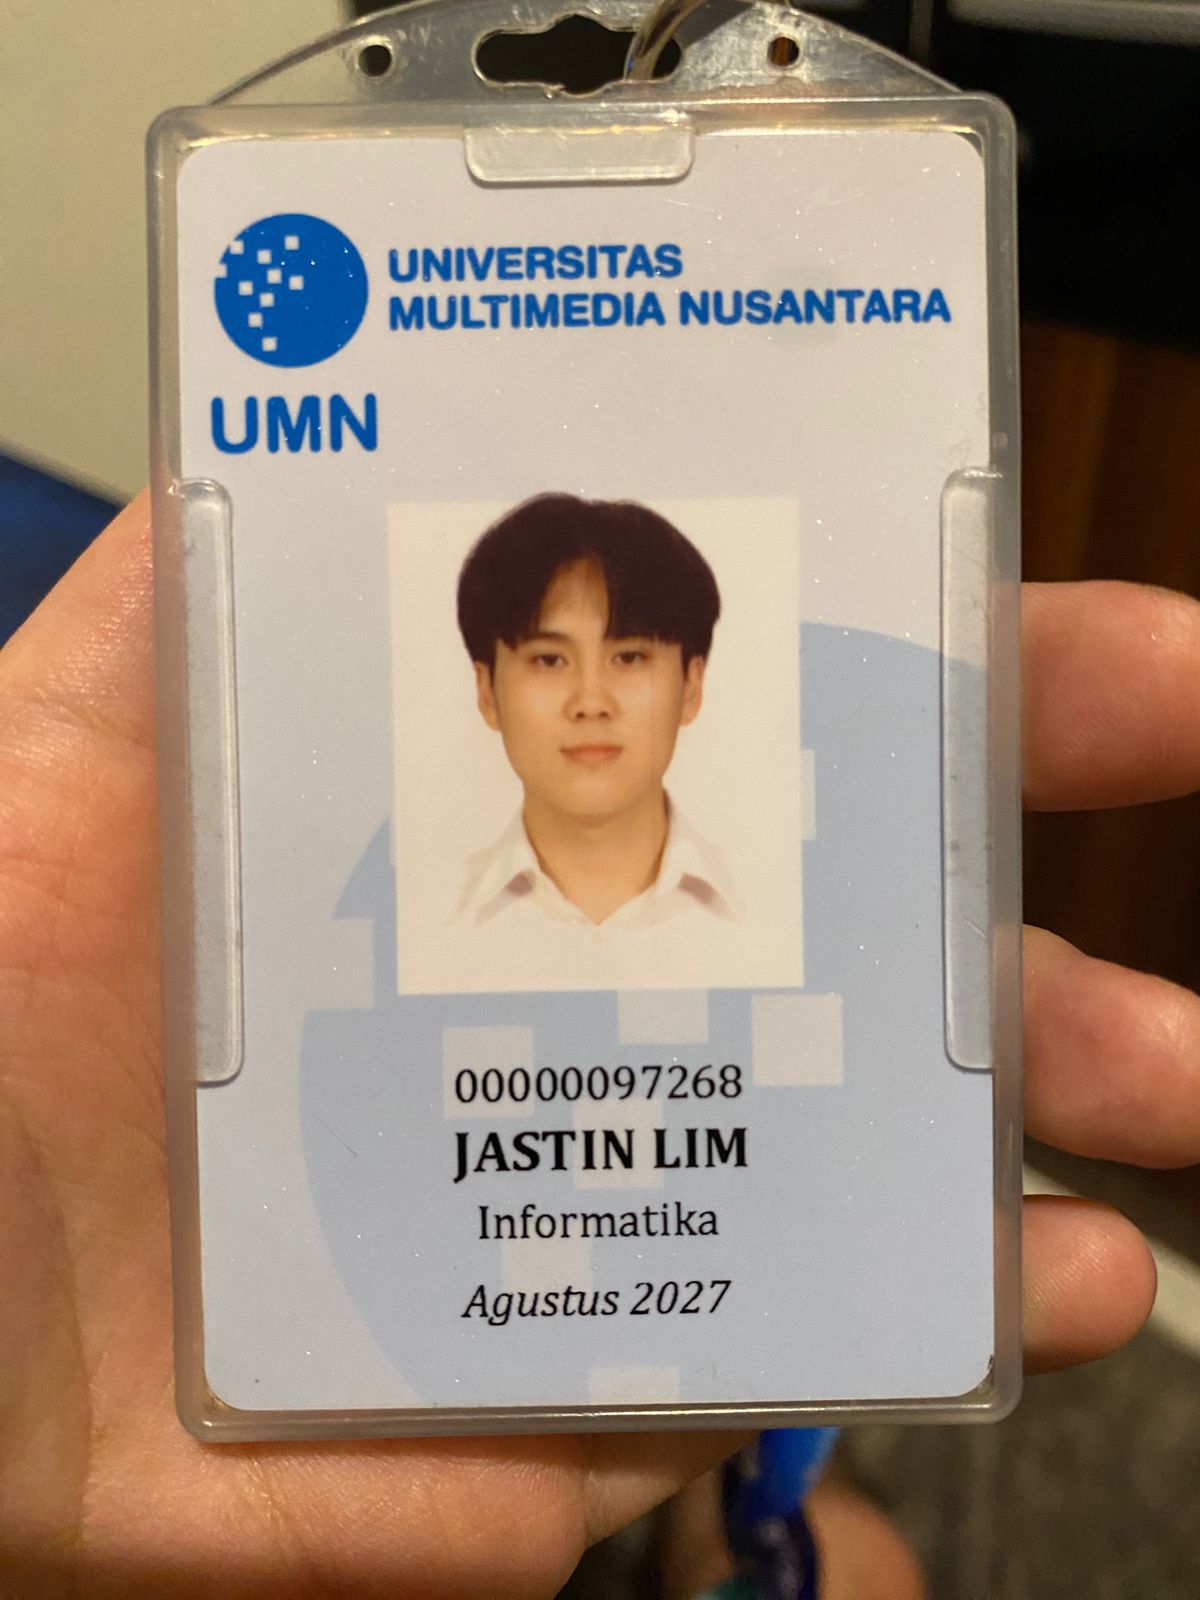 UNIVERSITAS
MULTIMEDIA NUSANTARA
UMN
00000097268
JASTIN LIM
Informatika
Agustus 2027